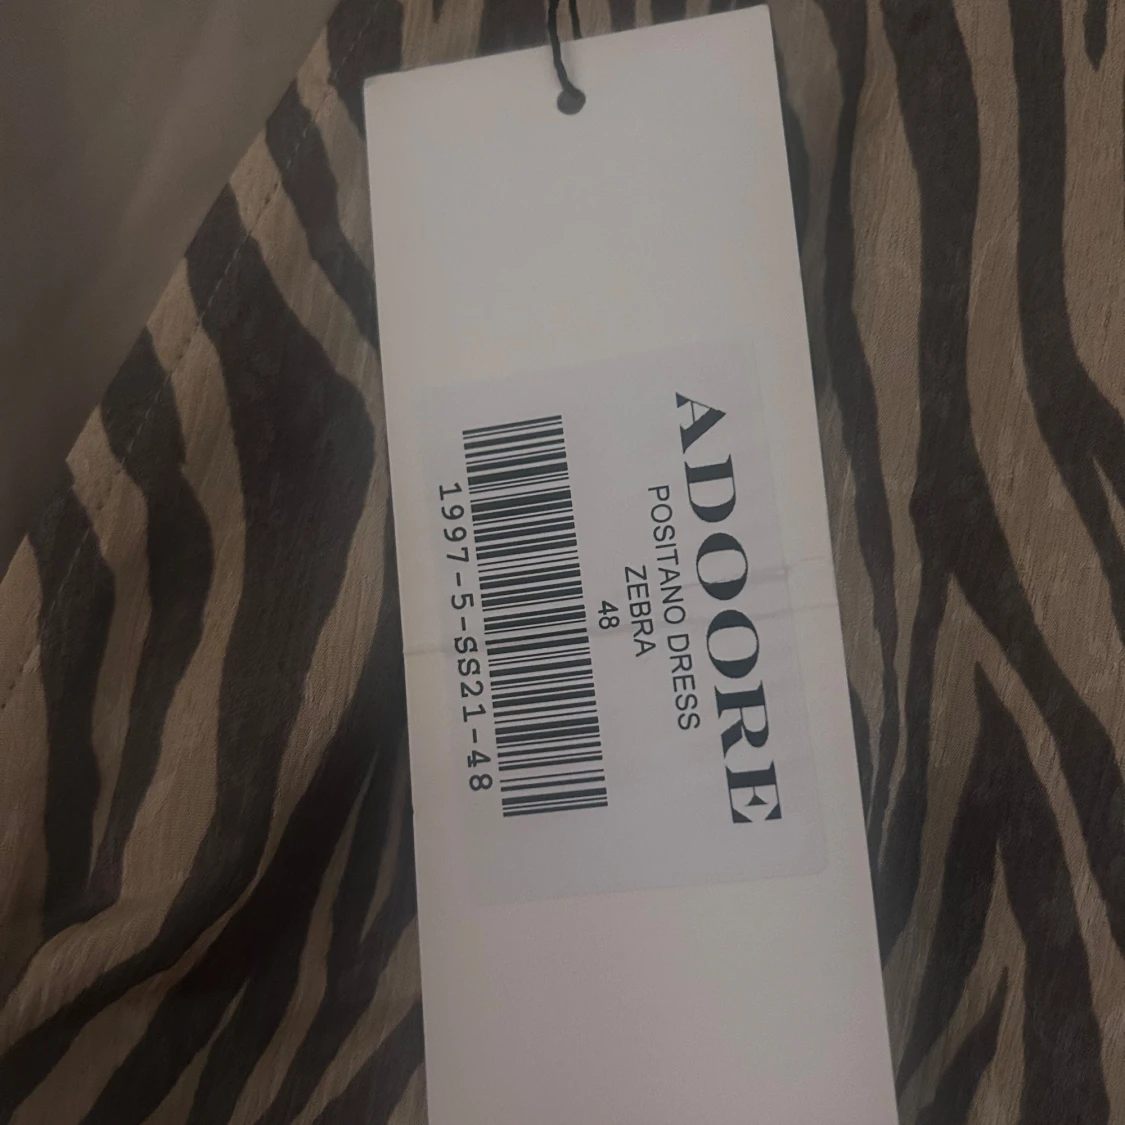 ADOORE
POSITANO DRESS
ZEBRA
48
1997-5-SS21-48